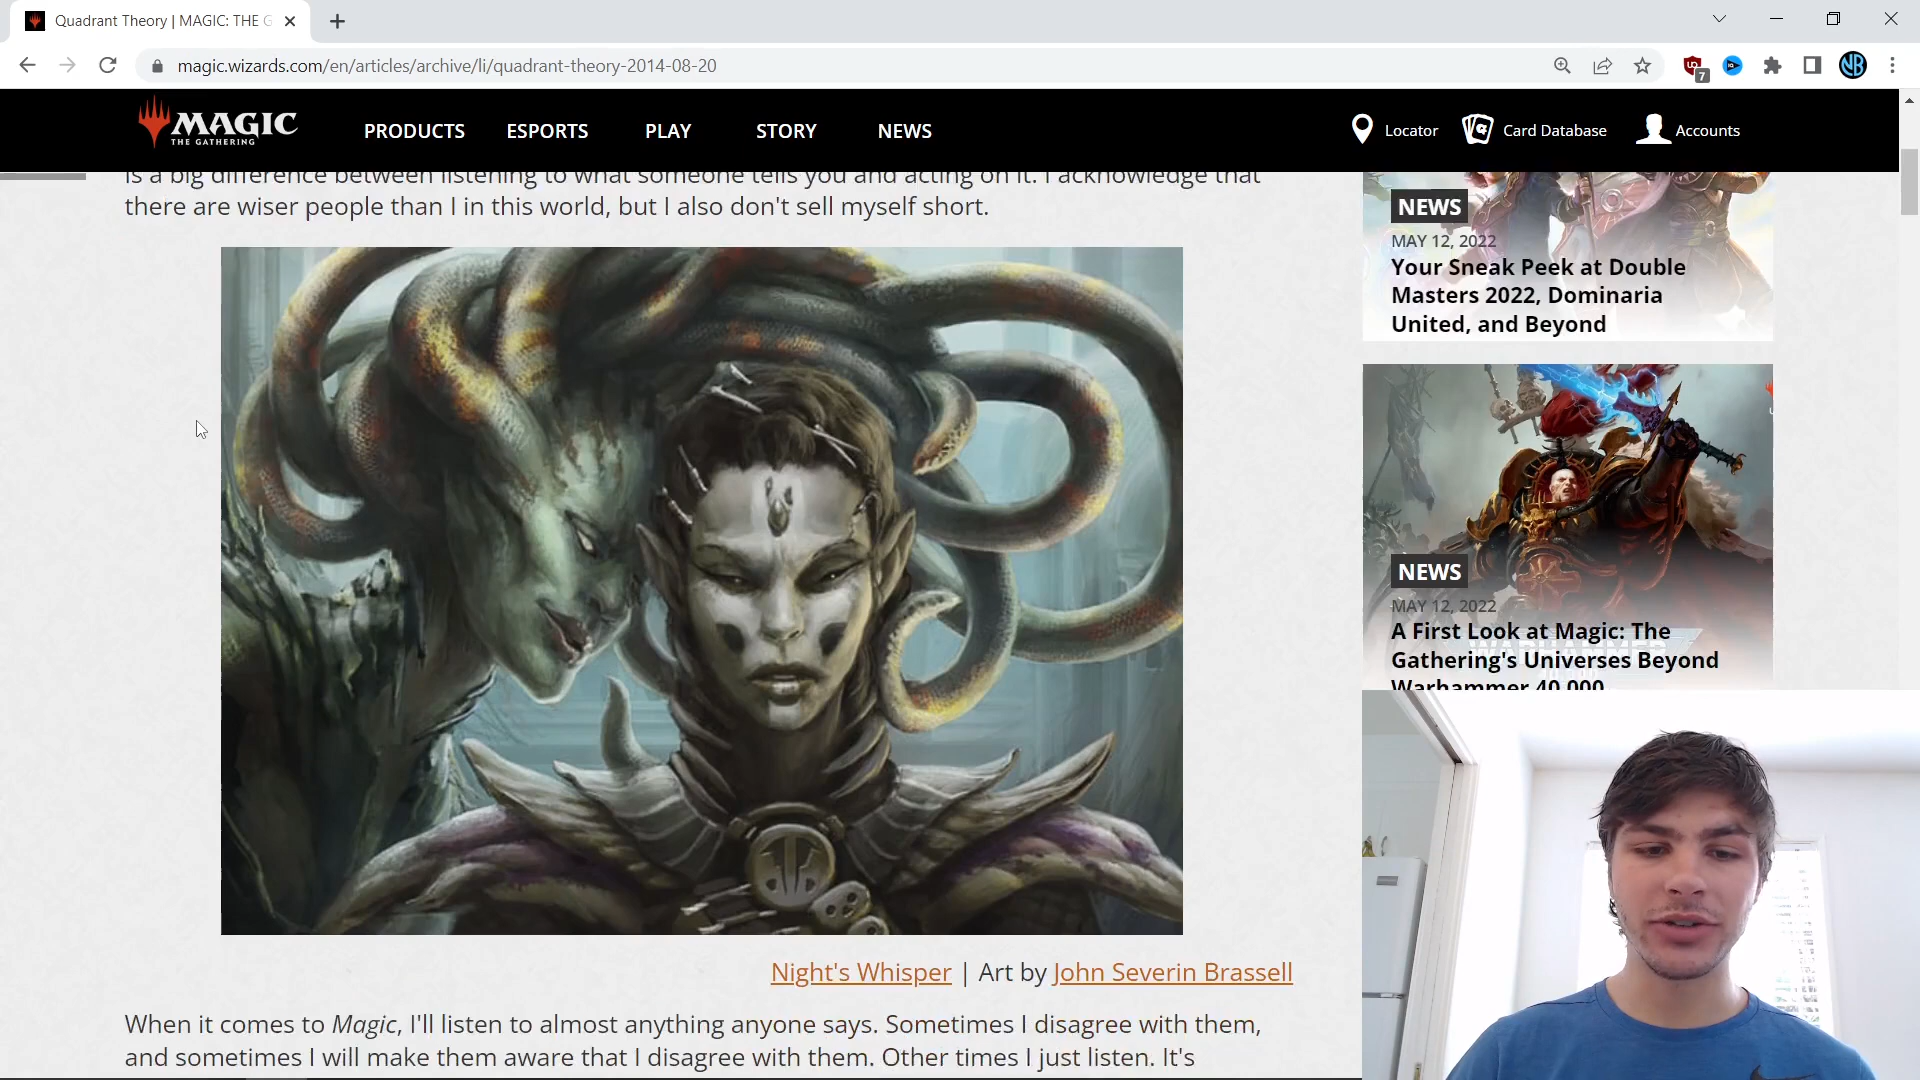 Quadrant Theory | MAGIC: THE G
magic.wizards.com/en/articles/archive/li/quadrant-theory-2014-08-20
7
NB
MAGIC
THE GATHERING
PRODUCTS
ESPORTS
PLAY
STORY
NEWS
Locator
Card Database
Accounts
is a big difference between listening to what someone tells you and acting on it. I acknowledge that
there are wiser people than I in this world, but I also don't sell myself short.
Night's Whisper | Art by John Severin Brassell
When it comes to Magic, I'll listen to almost anything anyone says. Sometimes I disagree with them,
and sometimes I will make them aware that I disagree with them. Other times I just listen. It's
NEWS
MAY 12, 2022
Your Sneak Peek at Double
Masters 2022, Dominaria
United, and Beyond
NEWS
MAY 12, 2022
A First Look at Magic: The
Gathering's Universes Beyond
Warhammer 40,000